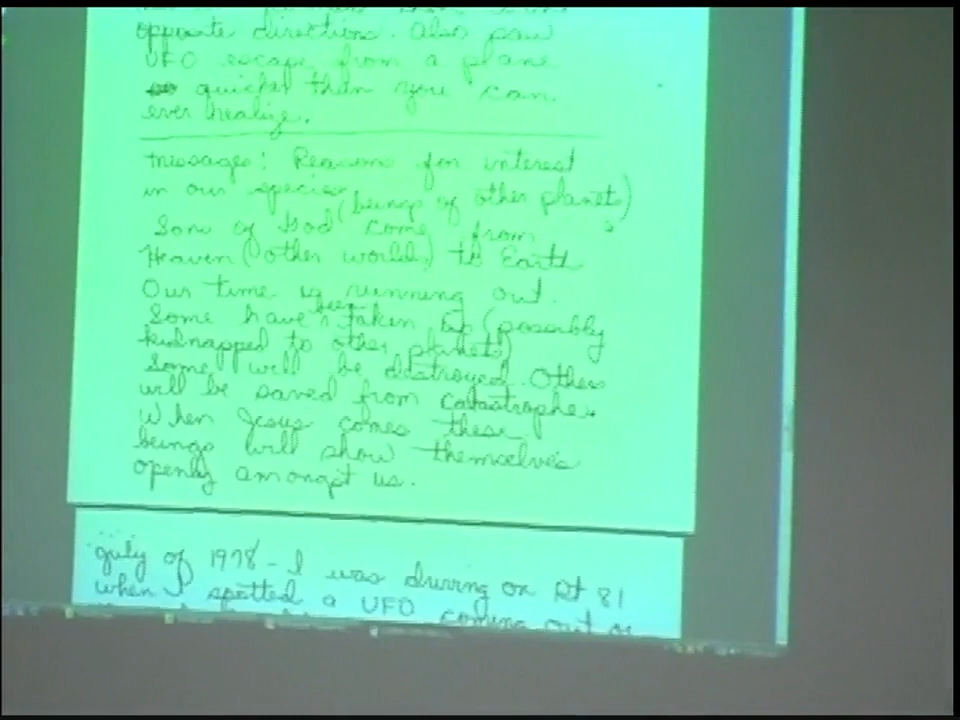 opposite directions. Also saw
UFO escape from a plane
quicker then you can
ever realize.
Messages: Reason for interest
in our species (beings of other planets)
Sons of God come from
Heaven (other worlds) to Earth
Our time is running out.
Some have been taken up (possibly
kidnapped to other planets)
Some will be destroyed. Others
will be saved from catastrophes.
When Jesus comes these
beings will show themselves
openly amongst us.
July of 1978 - I was driving on Rt 81
when I spotted a UFO coming out of